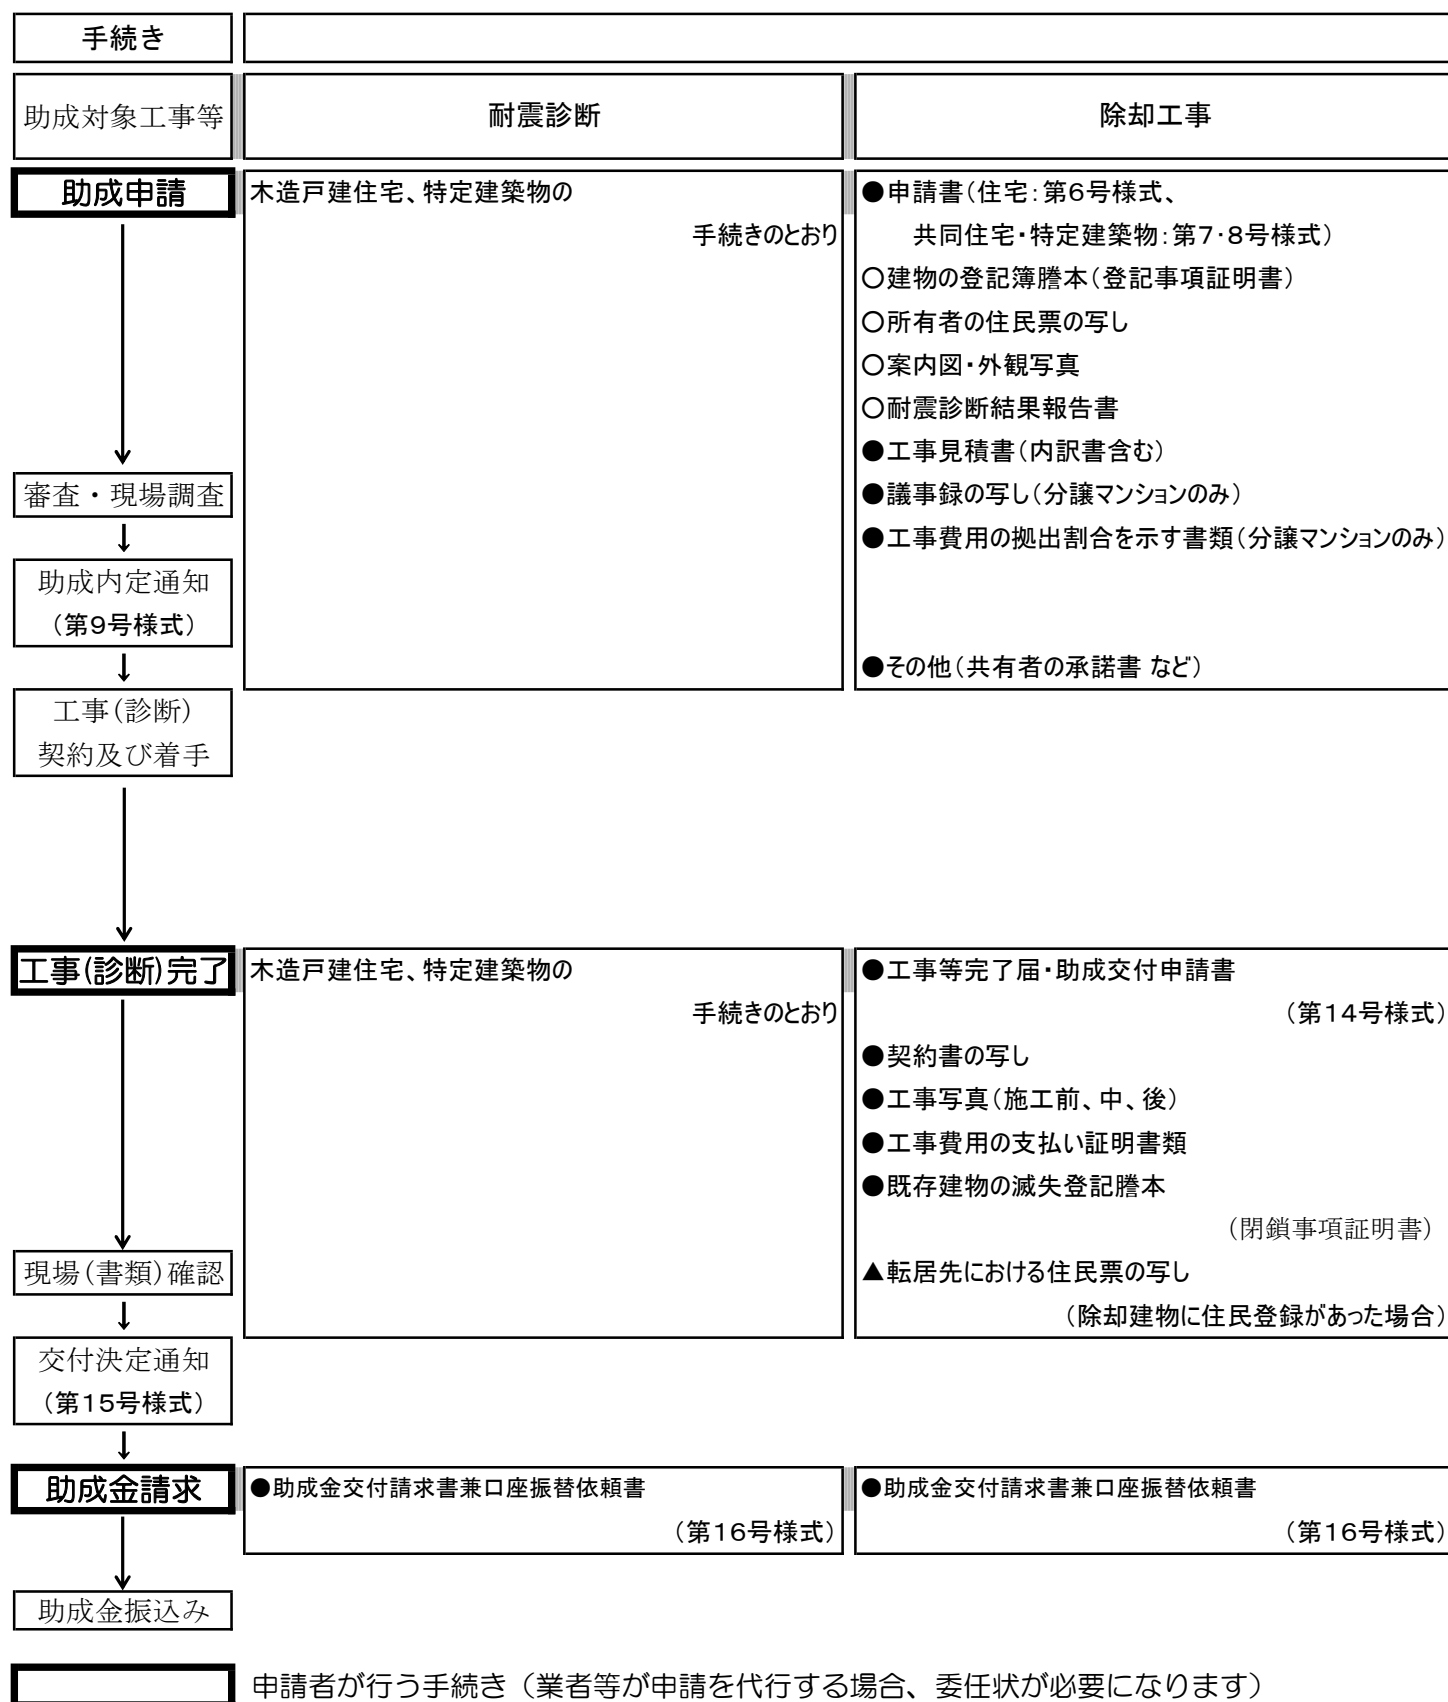 手続き
助成対象工事等
耐震診断
除却工事
助成申請
木造戸建住宅、特定建築物の
手続きのとおり
●申請書(住宅:第6号様式、
共同住宅・特定建築物:第7・8号様式)
○建物の登記簿謄本(登記事項証明書)
○所有者の住民票の写し
○案内図・外観写真
○耐震診断結果報告書
●工事見積書(内訳書含む)
●議事録の写し(分譲マンションのみ)
●工事費用の拠出割合を示す書類(分譲マンションのみ)
●その他(共有者の承諾書 など)
審査・現場調査
助成内定通知
(第9号様式)
工事(診断)
契約及び着手
工事(診断)完了
木造戸建住宅、特定建築物の
手続きのとおり
●工事等完了届・助成交付申請書
(第14号様式)
●契約書の写し
●工事写真(施工前、中、後)
●工事費用の支払い証明書類
●既存建物の滅失登記謄本
(閉鎖事項証明書)
▲転居先における住民票の写し
(除却建物に住民登録があった場合)
現場(書類)確認
交付決定通知
(第15号様式)
助成金請求
●助成金交付請求書兼口座振替依頼書
(第16号様式)
●助成金交付請求書兼口座振替依頼書
(第16号様式)
助成金振込み
申請者が行う手続き(業者等が申請を代行する場合、委任状が必要になります)